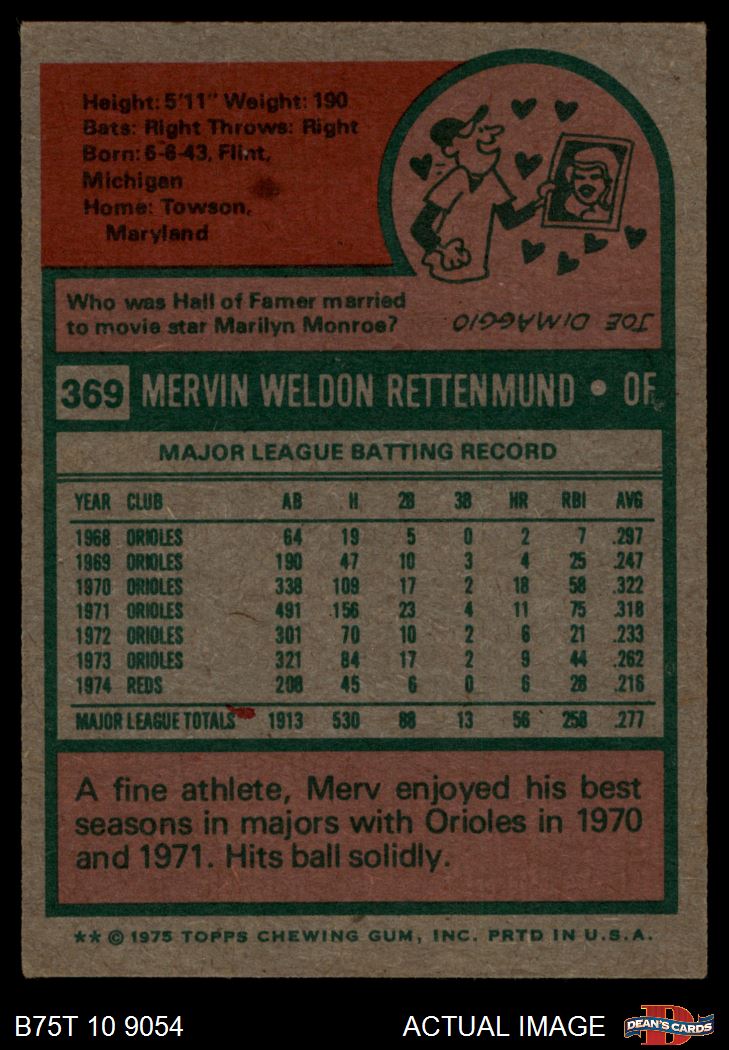 Height: 5'11" Weight: 190
Bats: Right Throws: Right
Born: 6-6-43, Flint,
Michigan
Home: Towson,
Maryland
Who was Hall of Famer married
to movie star Marilyn Monroe?
JOE DIMAGGIO
369 MERVIN WELDON RETTENMUND • OF
MAJOR LEAGUE BATTING RECORD
YEAR CLUB AB H 2B 3B HR RBI AVG
1968 ORIOLES 64 19 5 0 2 7 .297
1969 ORIOLES 190 47 10 3 4 25 .247
1970 ORIOLES 338 109 17 2 18 58 .322
1971 ORIOLES 491 156 23 4 11 75 .318
1972 ORIOLES 301 70 10 2 6 21 .233
1973 ORIOLES 321 84 17 2 9 44 .262
1974 REDS 208 45 6 0 6 28 .216
MAJOR LEAGUE TOTALS 1913 530 88 13 56 258 .277
A fine athlete, Merv enjoyed his best
seasons in majors with Orioles in 1970
and 1971. Hits ball solidly.
** © 1975 TOPPS CHEWING GUM, INC. PRTD IN U.S.A.
B75T 10 9054 ACTUAL IMAGE
D
DEAN'S CARDS